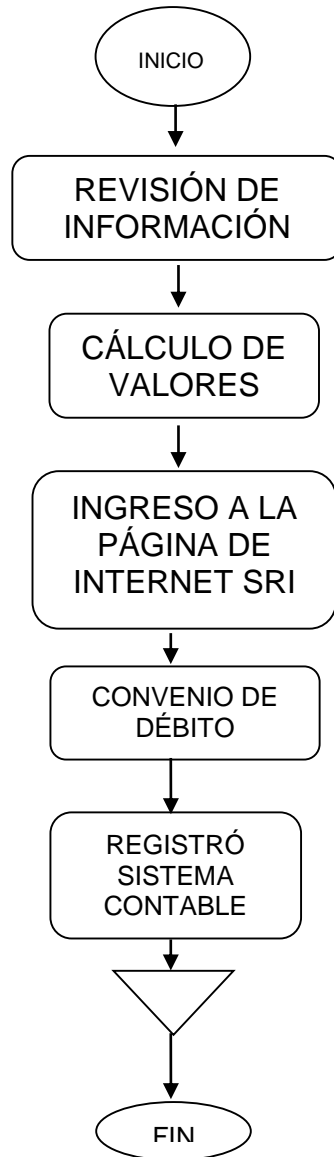 INICIO
REVISIÓN DE
INFORMACIÓN
CÁLCULO DE
VALORES
INGRESO A LA
PÁGINA DE
INTERNET SRI
CONVENIO DE
DÉBITO
REGISTRÓ
SISTEMA
CONTABLE
FIN